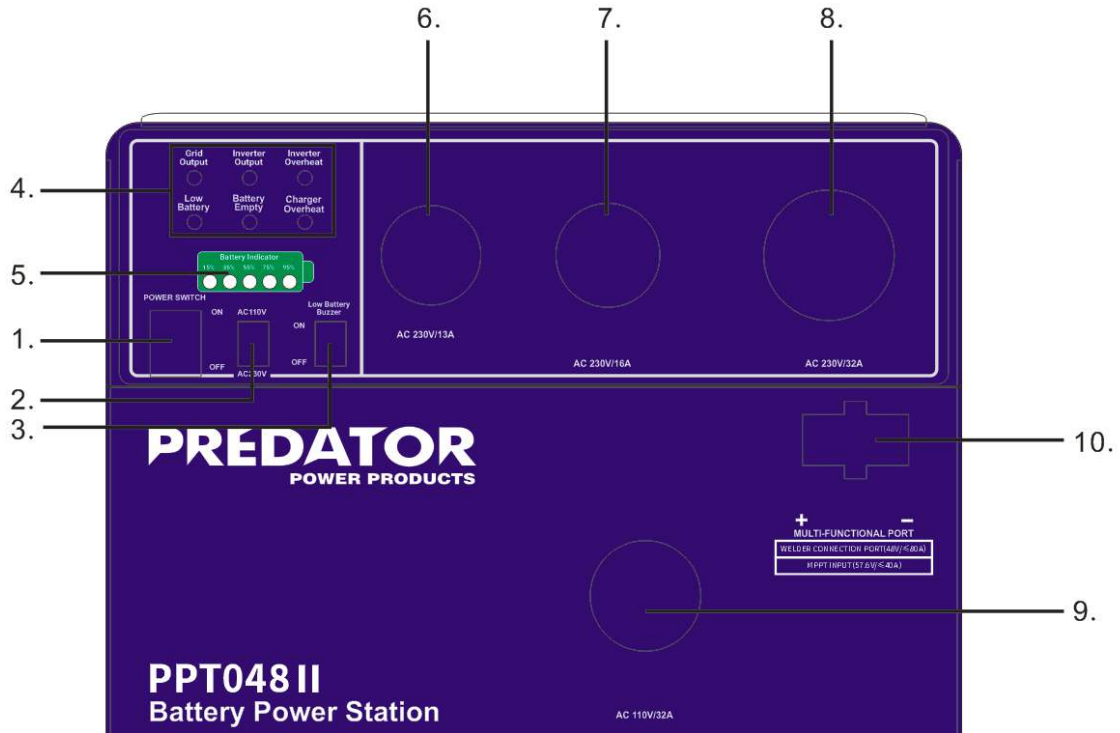 6. 7. 8.
Grid Output Inverter Output Inverter Overheat
4.
Low Battery Battery Empty Charger Overheat
Battery Indicator
5.
15% 35% 55% 75% 95%
POWER SWITCH
ON AC110V
Low Battery Buzzer
ON
1.
OFF
AC230V
OFF
2.
3.
AC 230V/13A
AC 230V/16A
AC 230V/32A
PREDATOR
POWER PRODUCTS
10.
+ −
MULTI-FUNCTIONAL PORT
WELDER CONNECTION PORT(48V/≤80A)
MPPT INPUT(57.6V/≤40A)
9.
PPT048 II
Battery Power Station
AC 110V/32A